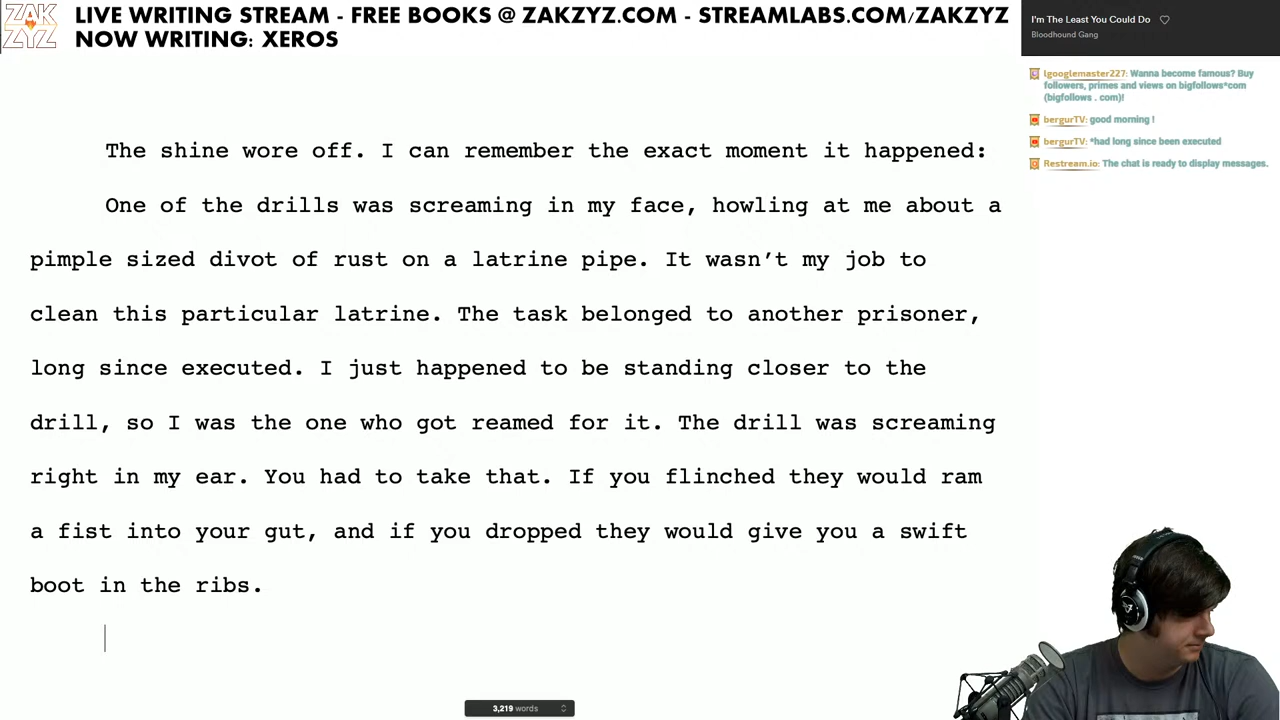 ZAK
ZYZ
LIVE WRITING STREAM - FREE BOOKS @ ZAKZYZ.COM - STREAMLABS.COM/ZAKZYZ
NOW WRITING: XEROS
I'm The Least You Could Do
Bloodhound Gang
lgooglemaster227: Wanna become famous? Buy
followers, primes and views on bigfollows*com
(bigfollows . com)!
bergurTV: good morning !
bergurTV: *had long since been executed
Restream.io: The chat is ready to display messages.
The shine wore off. I can remember the exact moment it happened:
One of the drills was screaming in my face, howling at me about a
pimple sized divot of rust on a latrine pipe. It wasn’t my job to
clean this particular latrine. The task belonged to another prisoner,
long since executed. I just happened to be standing closer to the
drill, so I was the one who got reamed for it. The drill was screaming
right in my ear. You had to take that. If you flinched they would ram
a fist into your gut, and if you dropped they would give you a swift
boot in the ribs.
3,219 words